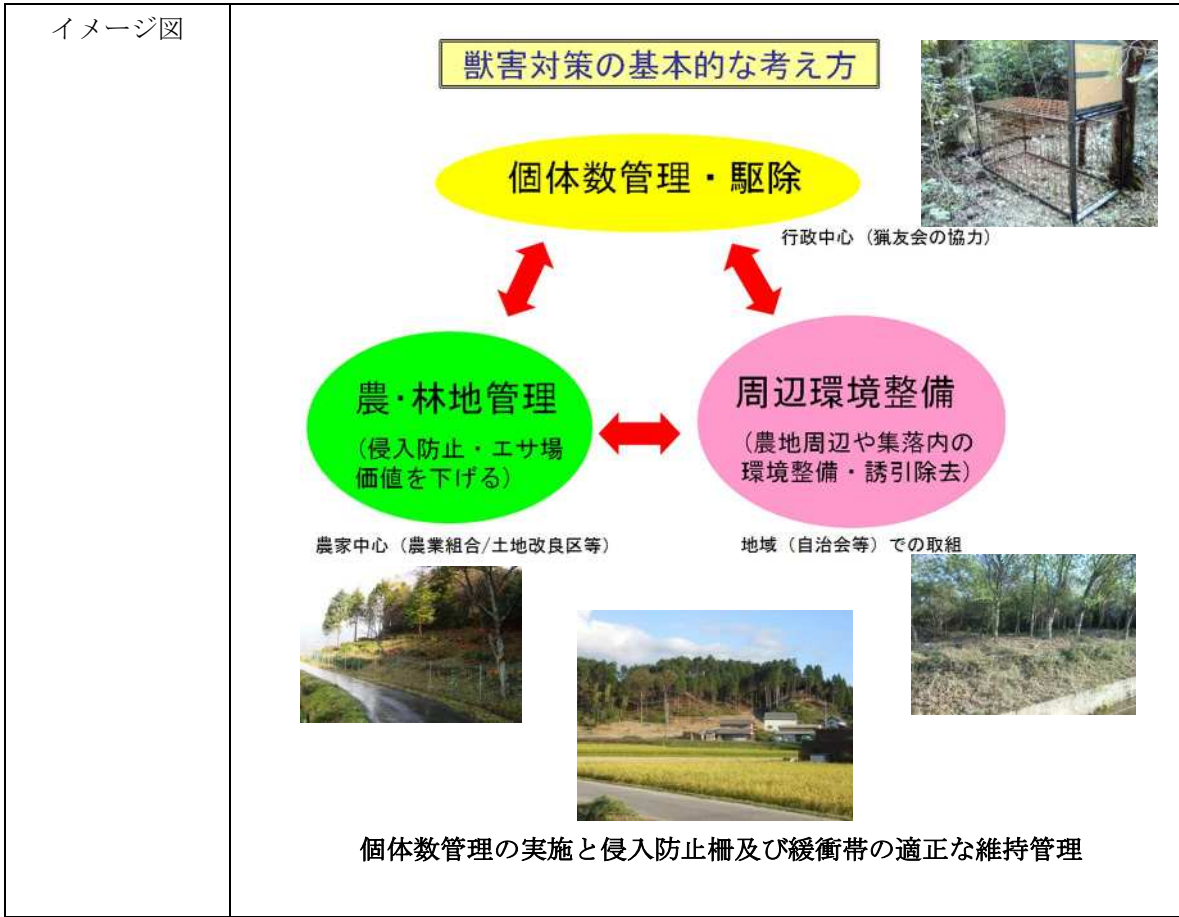 イメージ図
獣害対策の基本的な考え方
個体数管理・駆除
行政中心（猟友会の協力）
農・林地管理
（侵入防止・エサ場
価値を下げる）
農家中心（農業組合/土地改良区等）
周辺環境整備
（農地周辺や集落内の
環境整備・誘引除去）
地域（自治会等）での取組
個体数管理の実施と侵入防止柵及び緩衝帯の適正な維持管理